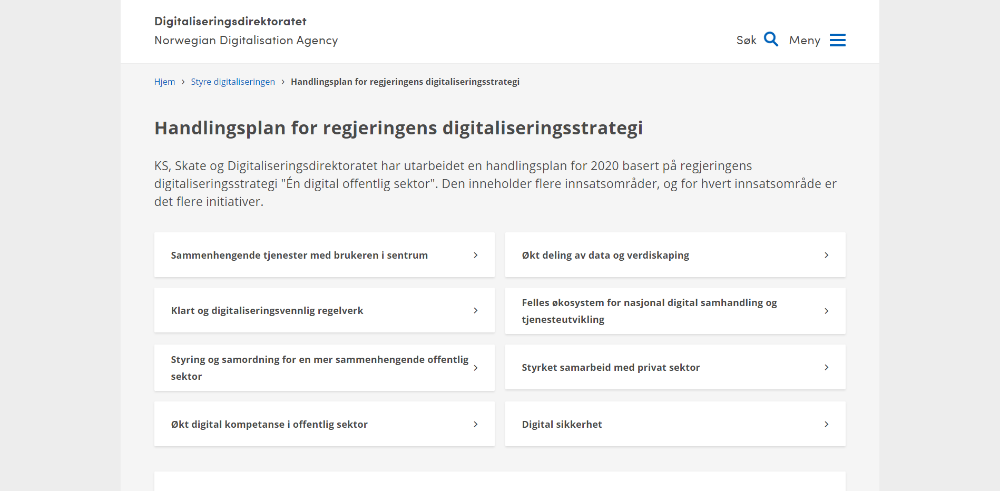 Digitaliseringsdirektoratet
Norwegian Digitalisation Agency
Søk
Meny
Hjem › Styre digitaliseringen › Handlingsplan for regjeringens digitaliseringsstrategi
Handlingsplan for regjeringens digitaliseringsstrategi
KS, Skate og Digitaliseringsdirektoratet har utarbeidet en handlingsplan for 2020 basert på regjeringens
digitaliseringsstrategi "Én digital offentlig sektor". Den inneholder flere innsatsområder, og for hvert innsatsområde er
det flere initiativer.
Sammenhengende tjenester med brukeren i sentrum
Økt deling av data og verdiskaping
Klart og digitaliseringsvennlig regelverk
Felles økosystem for nasjonal digital samhandling og
tjenesteutvikling
Styring og samordning for en mer sammenhengende offentlig
sektor
Styrket samarbeid med privat sektor
Økt digital kompetanse i offentlig sektor
Digital sikkerhet